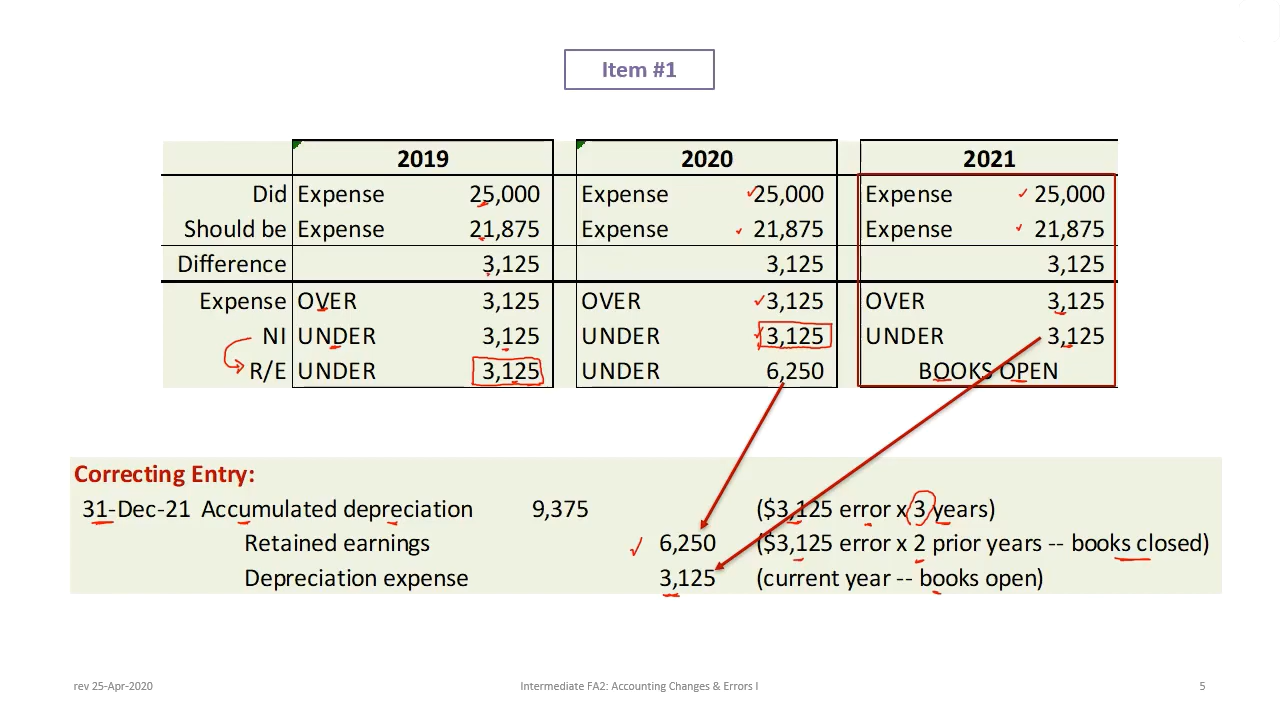 Item #1
2019 2020 2021
Did Expense 25,000 Expense 25,000 Expense 25,000
Should be Expense 21,875 Expense 21,875 Expense 21,875
Difference 3,125 3,125 3,125
Expense OVER 3,125 OVER 3,125 OVER 3,125
NI UNDER 3,125 UNDER 3,125 UNDER 3,125
R/E UNDER 3,125 UNDER 6,250 BOOKS OPEN
Correcting Entry:
31-Dec-21 Accumulated depreciation 9,375 ($3,125 error x 3 years)
Retained earnings 6,250 ($3,125 error x 2 prior years -- books closed)
Depreciation expense 3,125 (current year -- books open)
rev 25-Apr-2020 Intermediate FA2: Accounting Changes & Errors I 5